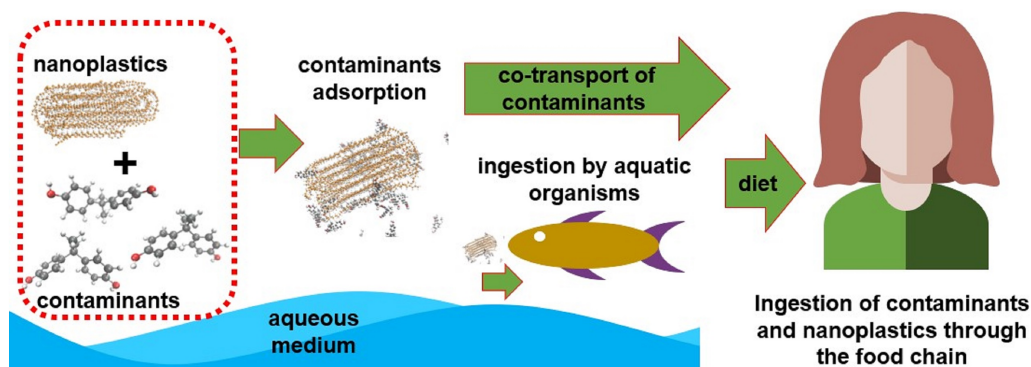 nanoplastics
+
contaminants
contaminants
adsorption
co-transport of
contaminants
ingestion by aquatic
organisms
diet
aqueous
medium
Ingestion of contaminants
and nanoplastics through
the food chain